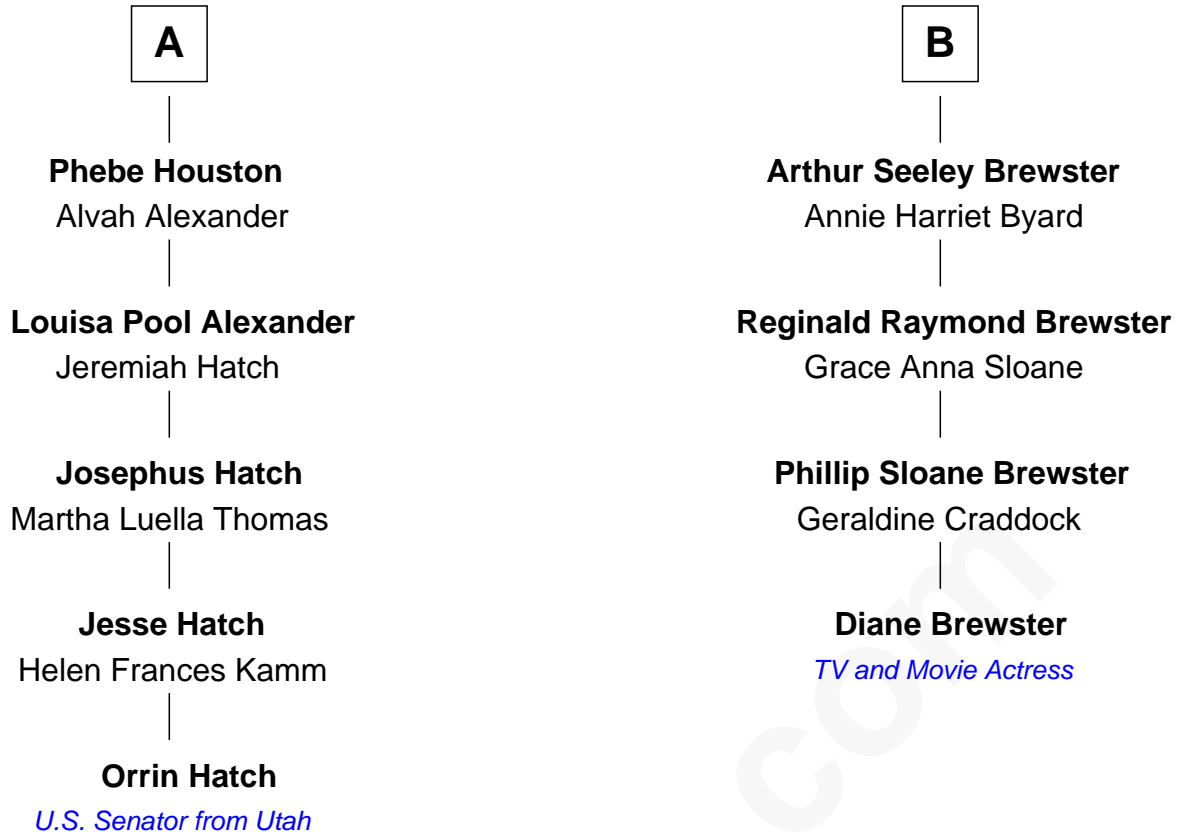 A
Phebe Houston
Alvah Alexander
Louisa Pool Alexander
Jeremiah Hatch
Josephus Hatch
Martha Luella Thomas
Jesse Hatch
Helen Frances Kamm
Orrin Hatch
U.S. Senator from Utah
B
Arthur Seeley Brewster
Annie Harriet Byard
Reginald Raymond Brewster
Grace Anna Sloane
Phillip Sloane Brewster
Geraldine Craddock
Diane Brewster
TV and Movie Actress
com